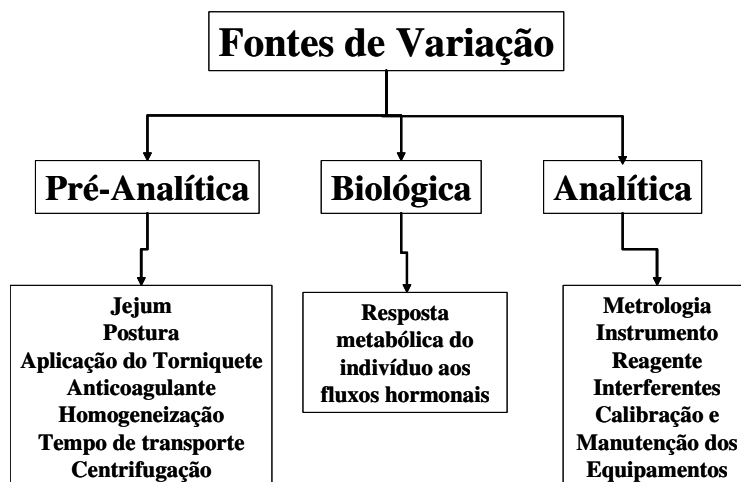 Fontes de Variação
Pré-Analítica
Biológica
Analítica
Jejum
Postura
Aplicação do Torniquete
Anticoagulante
Homogeneização
Tempo de transporte
Centrifugação
Resposta
metabólica do
indivíduo aos
fluxos hormonais
Metrologia
Instrumento
Reagente
Interferentes
Calibração e
Manutenção dos
Equipamentos